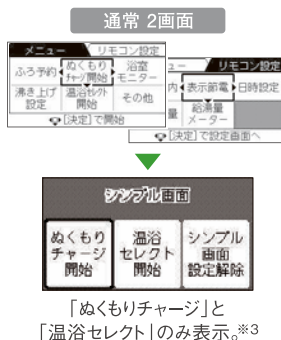 通常 2画面
メニュー
リモコン設定
ふろ予約
ぬくもり
チャージ開始
浴室
モニター
沸き上げ
設定
温浴セレクト
開始
その他
[決定]で開始
ュー
リモコン設定
内
表示節電
日時設定
量
給湯量
メーター
[決定]で設定画面へ
シンプル画面
ぬくもり
チャージ
開始
温浴
セレクト
開始
シンプル
画面
設定解除
「ぬくもりチャージ」と
「温浴セレクト」のみ表示。※3